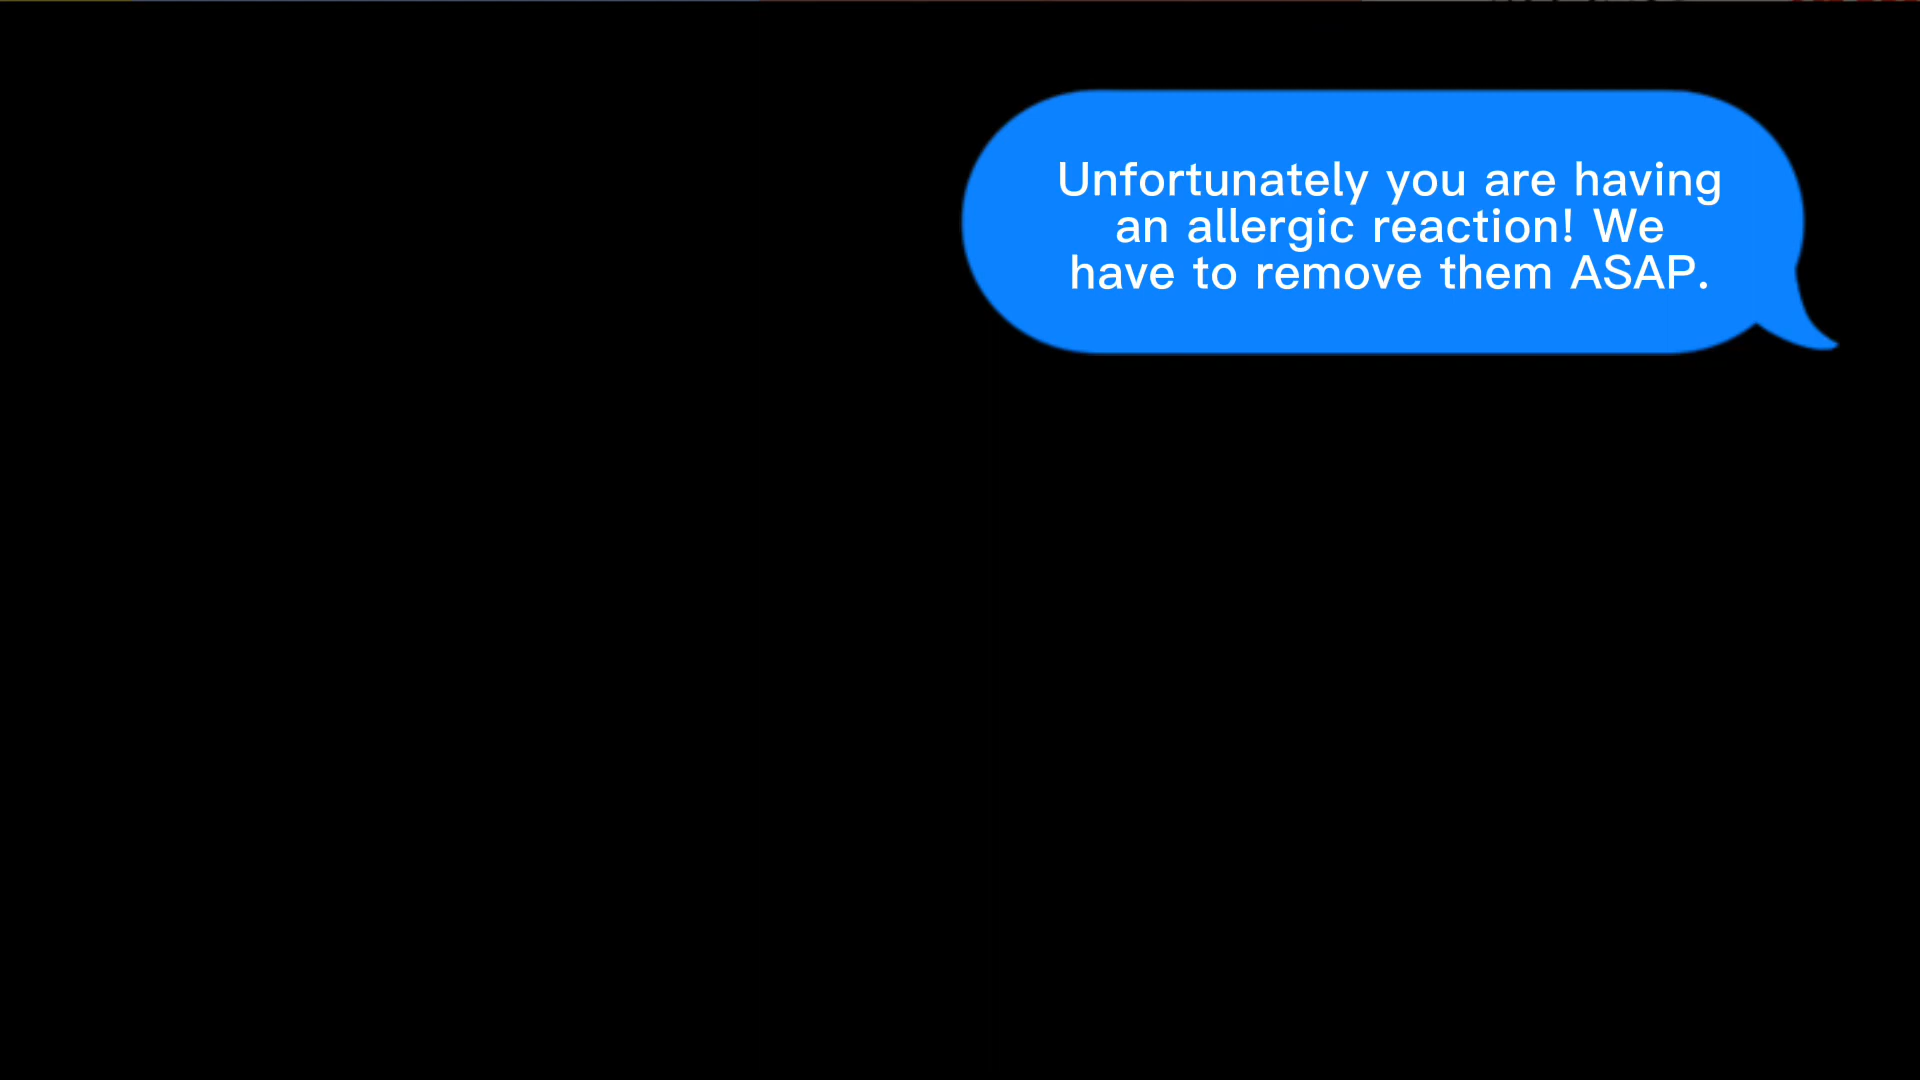 Unfortunately you are having
an allergic reaction! We
have to remove them ASAP.